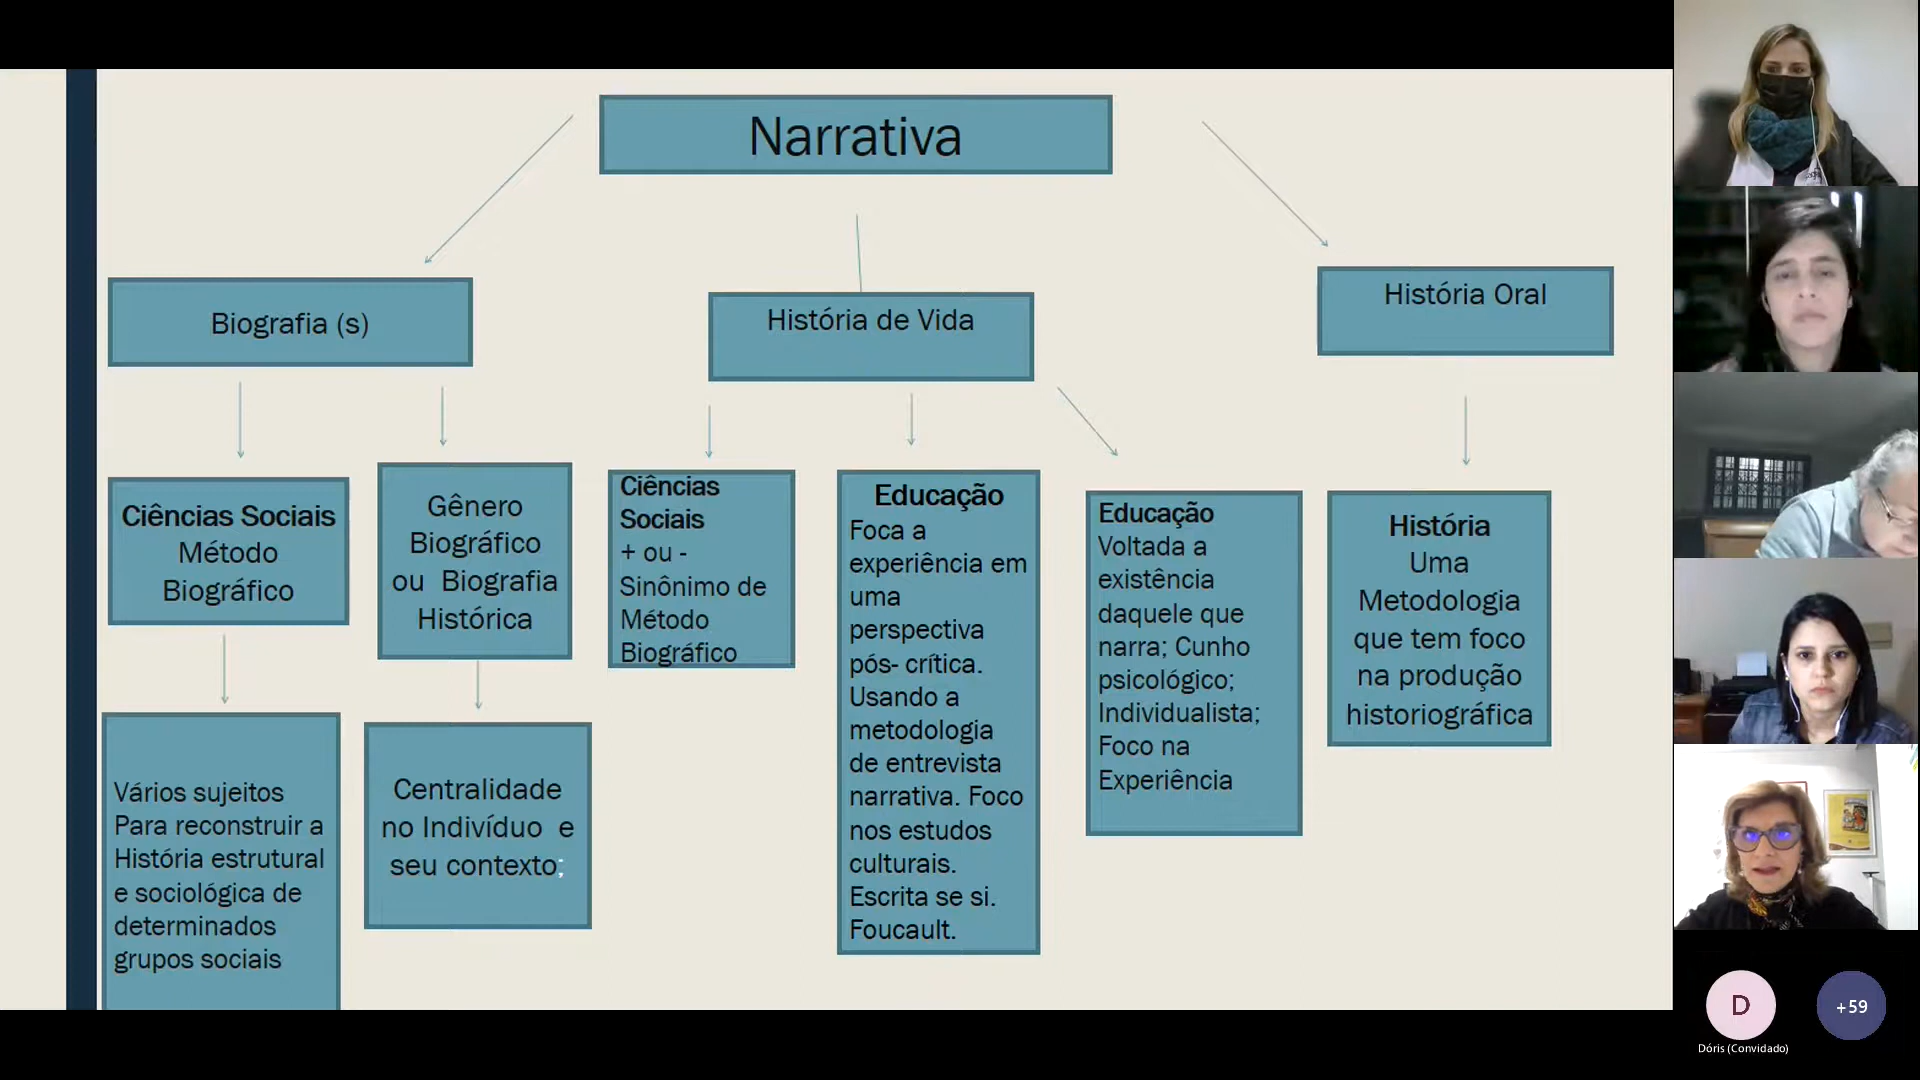 Narrativa
Biografia (s)
História de Vida
História Oral
Ciências Sociais
Método
Biográfico
Gênero
Biográfico
ou Biografia
Histórica
Ciências
Sociais
+ ou -
Sinônimo de
Método
Biográfico
Educação
Foca a
experiência em
uma
perspectiva
pós- crítica.
Usando a
metodologia
de entrevista
narrativa. Foco
nos estudos
culturais.
Escrita se si.
Foucault.
Educação
Voltada a
existência
daquele que
narra; Cunho
psicológico;
Individualista;
Foco na
Experiência
História
Uma
Metodologia
que tem foco
na produção
historiográfica
Vários sujeitos
Para reconstruir a
História estrutural
e sociológica de
determinados
grupos sociais
Centralidade
no Indivíduo e
seu contexto;
D
+59
Dóris (Convidado)